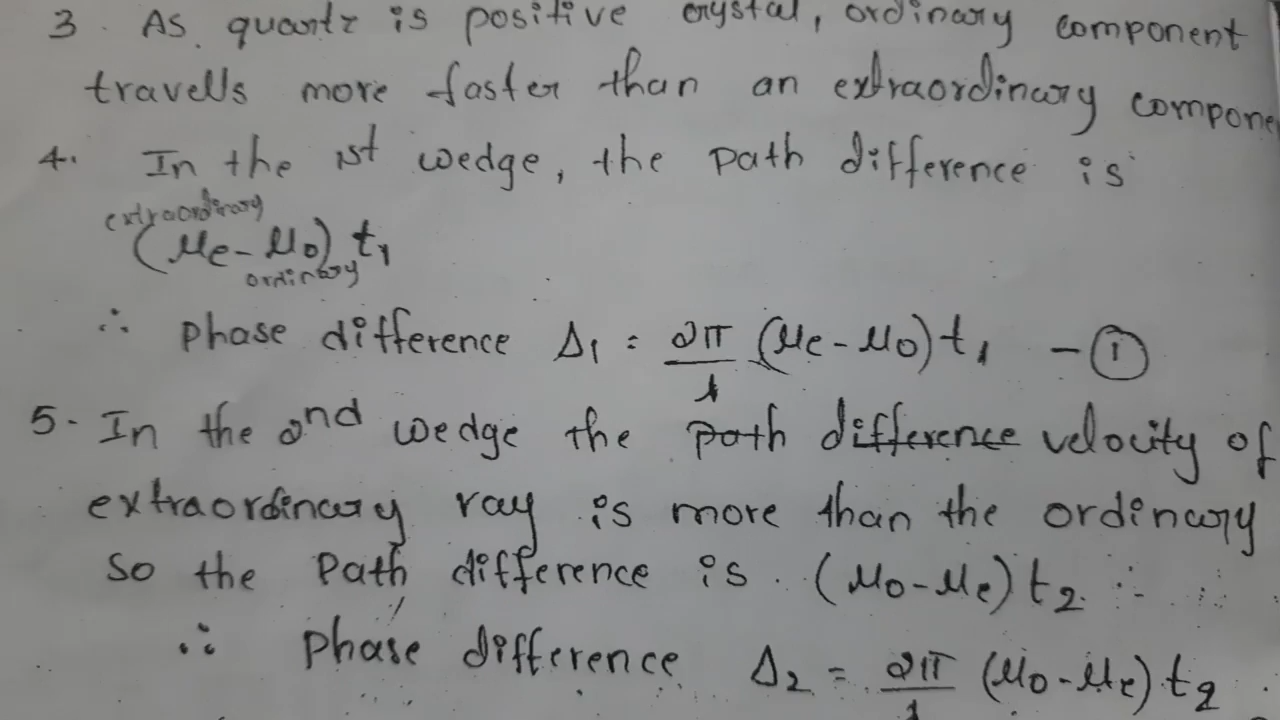 3. As quartz is positive crystal, ordinary component
travells more faster than an extraordinary compone
4. In the 1st wedge, the path difference is
extraordinary
(μe - μo) t1
ordinary
∴ phase difference Δ1 = 2π/λ (μe - μo) t1 - ①
5. In the 2nd wedge the path difference velocity of
extraordinary ray is more than the ordinary
so the path difference is. (μo - μe) t2
∴ phase difference Δ2 = 2π/λ (μo - μe) t2